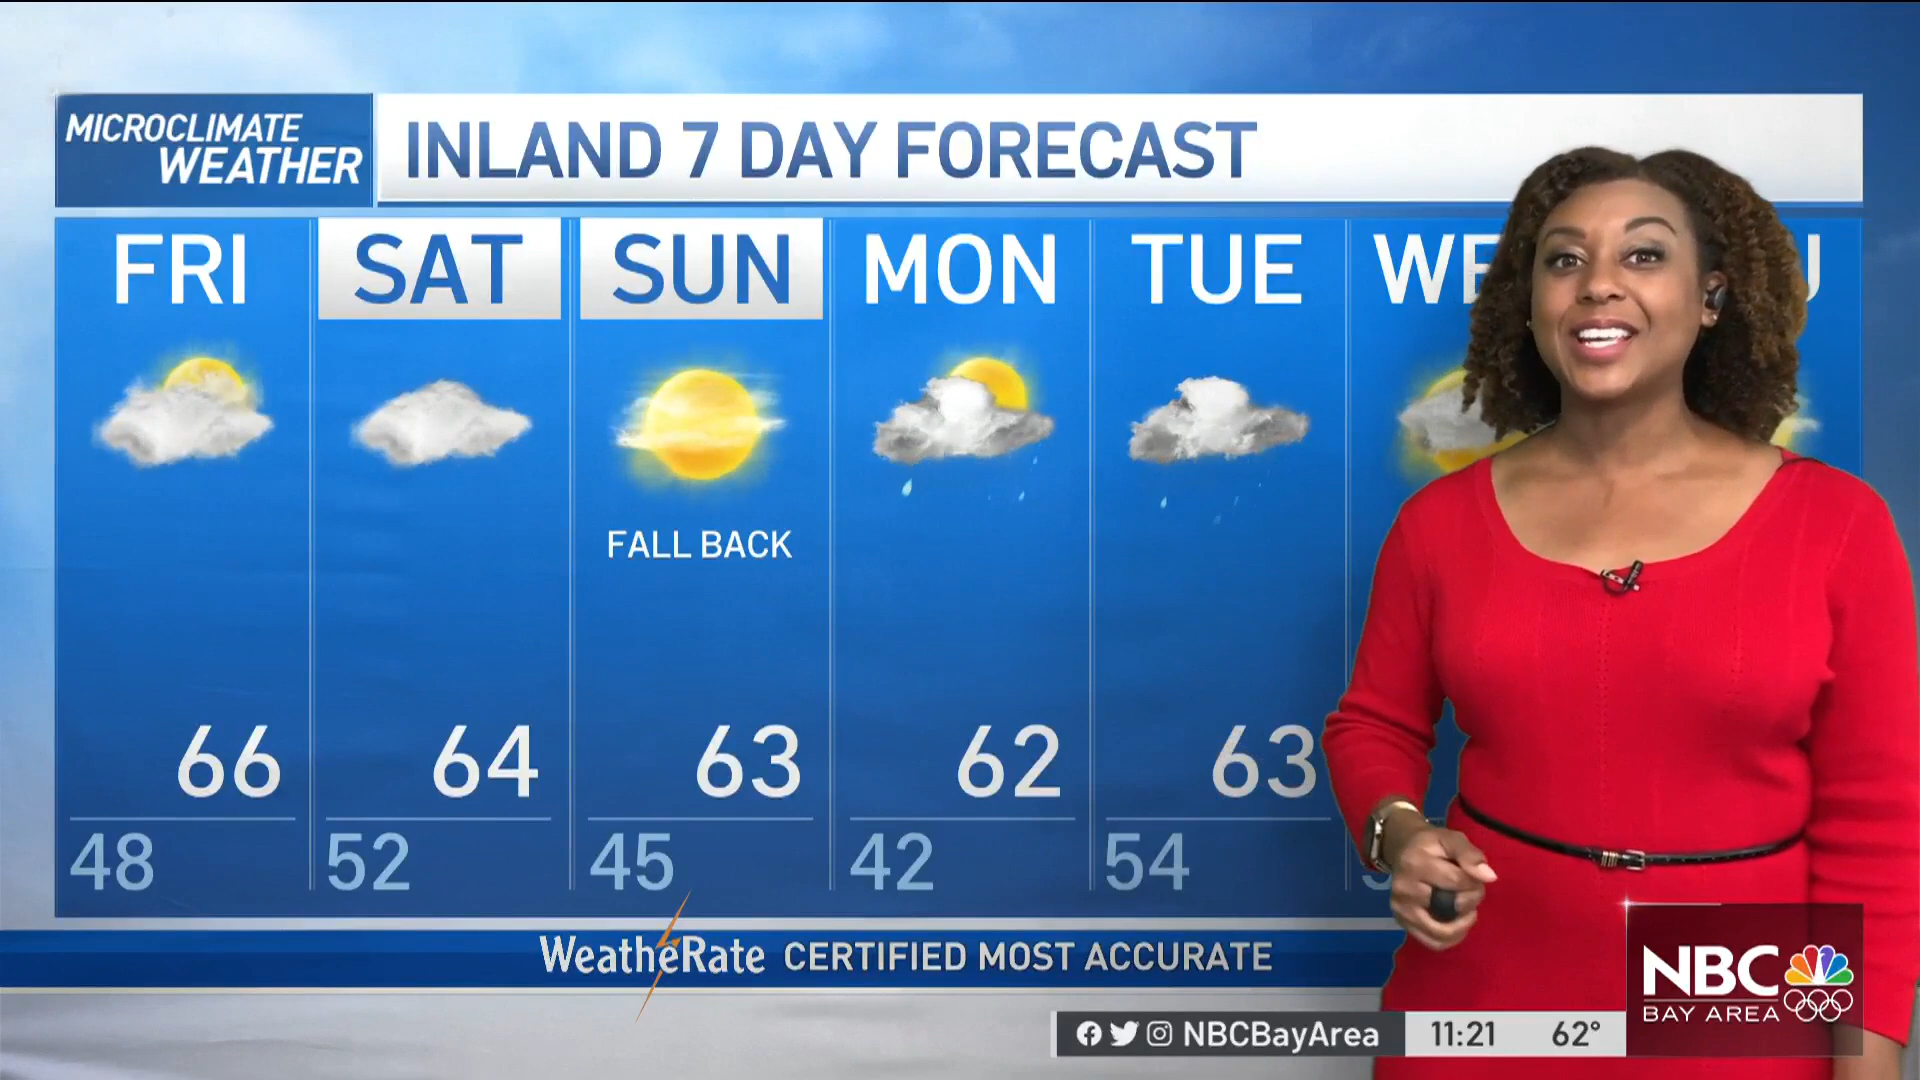 MICROCLIMATE
WEATHER
INLAND 7 DAY FORECAST
FRI SAT SUN MON TUE
FALL BACK
66 64 63 62 63
48 52 45 42 54
WeatheRate CERTIFIED MOST ACCURATE
NBC
BAY AREA
NBCBayArea 11:21 62°